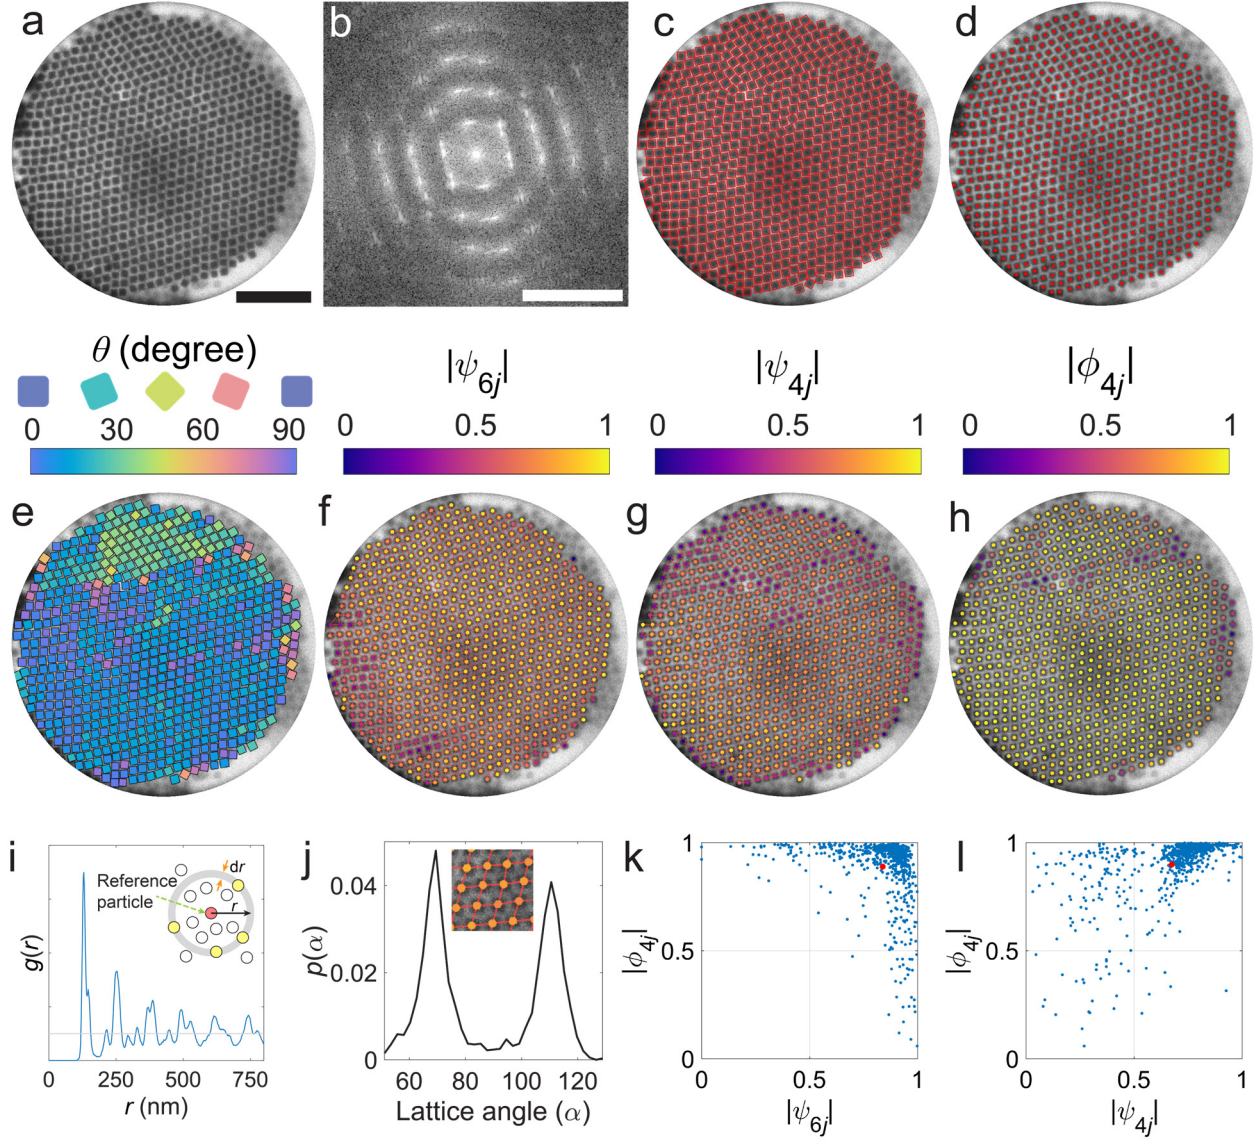 a
b
c
d
θ (degree)
0 30 60 90
|ψ6j|
0 0.5 1
|ψ4j|
0 0.5 1
|ϕ4j|
0 0.5 1
e
f
g
h
i
g(r)
Reference
particle
dr
r
0 250 500 750
r (nm)
j
p(α)
0.04
0.02
0
60 80 100 120
Lattice angle (α)
k
|ϕ4j|
1
0.5
0
0 0.5 1
|ψ6j|
l
|ϕ4j|
1
0.5
0
0 0.5 1
|ψ4j|